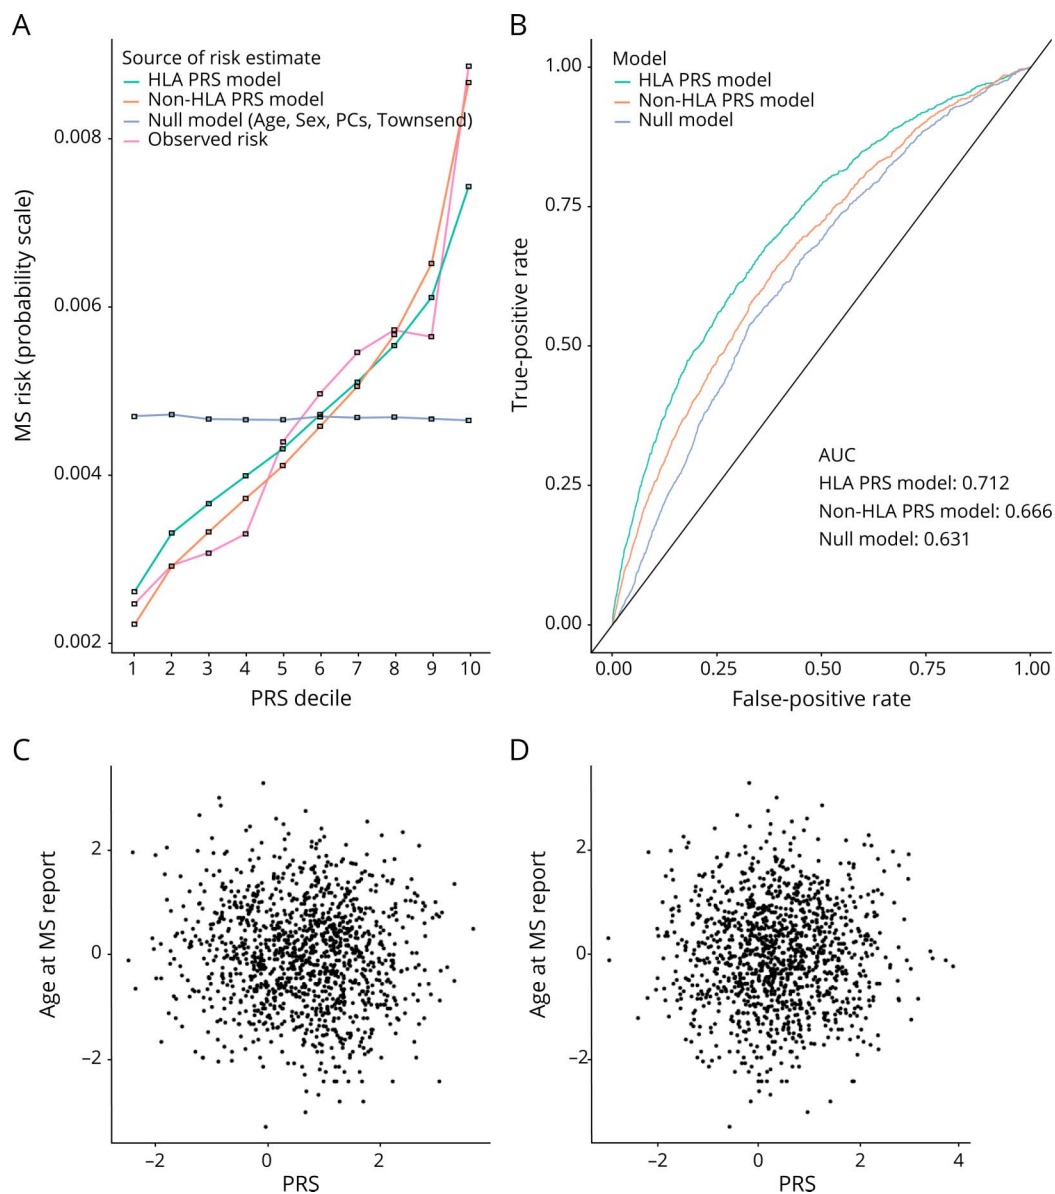 A
Source of risk estimate
HLA PRS model
Non-HLA PRS model
Null model (Age, Sex, PCs, Townsend)
Observed risk
MS risk (probability scale)
0.008
0.006
0.004
0.002
1 2 3 4 5 6 7 8 9 10
PRS decile
B
Model
HLA PRS model
Non-HLA PRS model
Null model
True-positive rate
1.00
0.75
0.50
0.25
0.00
AUC
HLA PRS model: 0.712
Non-HLA PRS model: 0.666
Null model: 0.631
0.00 0.25 0.50 0.75 1.00
False-positive rate
C
Age at MS report
2
0
−2
−2 0 2
PRS
D
Age at MS report
2
0
−2
−2 0 2 4
PRS